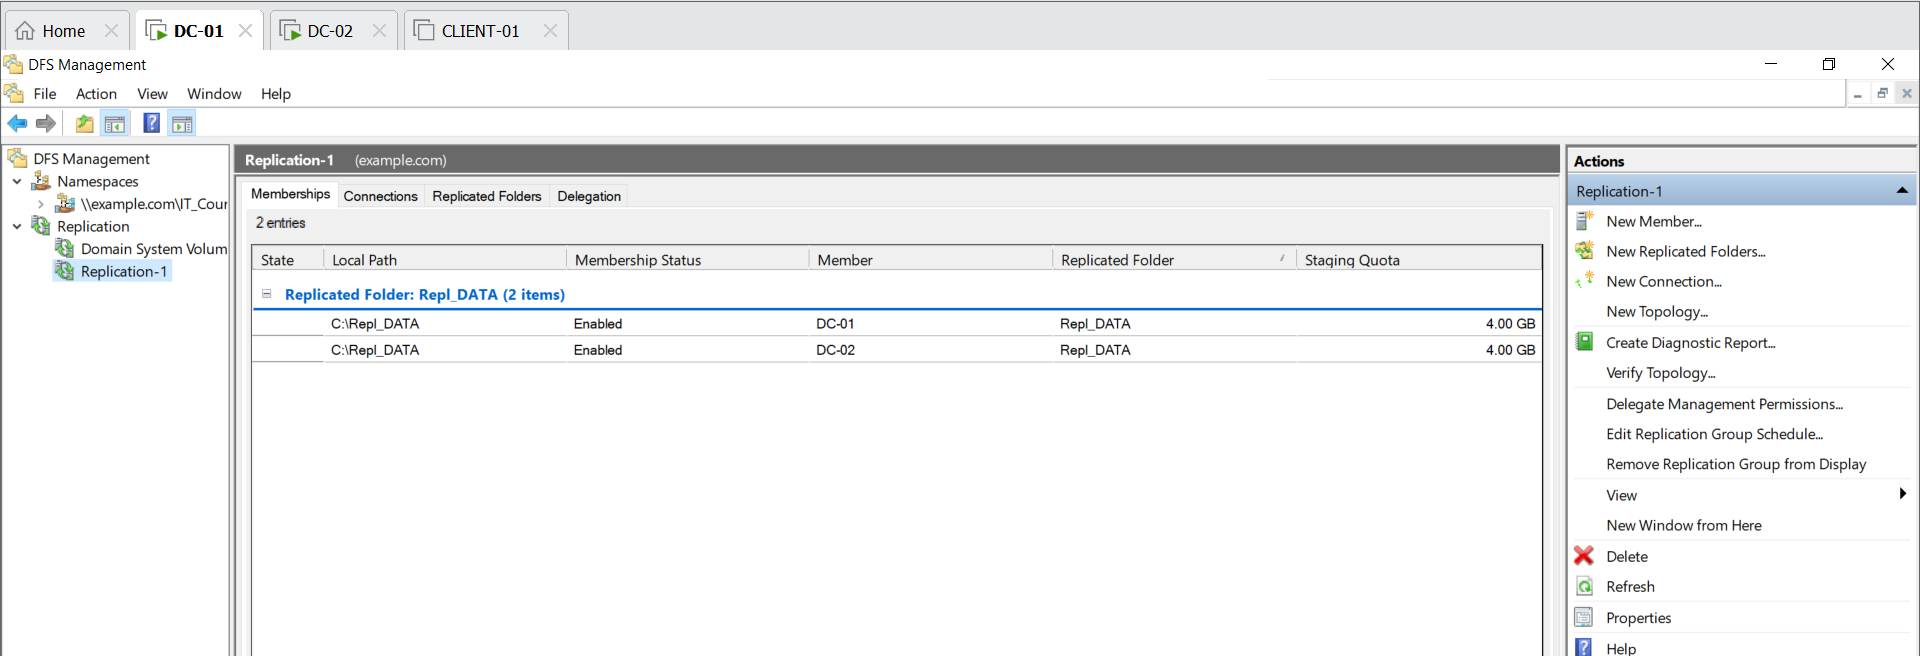 Home
DC-01
DC-02
CLIENT-01
DFS Management
File Action View Window Help
DFS Management
Namespaces
\\example.com\IT_Cour
Replication
Domain System Volum
Replication-1
Replication-1 (example.com)
Memberships Connections Replicated Folders Delegation
2 entries
State Local Path Membership Status Member Replicated Folder Staging Quota
Replicated Folder: Repl_DATA (2 items)
C:\Repl_DATA Enabled DC-01 Repl_DATA 4.00 GB
C:\Repl_DATA Enabled DC-02 Repl_DATA 4.00 GB
Actions
Replication-1
New Member...
New Replicated Folders...
New Connection...
New Topology...
Create Diagnostic Report...
Verify Topology...
Delegate Management Permissions...
Edit Replication Group Schedule...
Remove Replication Group from Display
View
New Window from Here
Delete
Refresh
Properties
Help